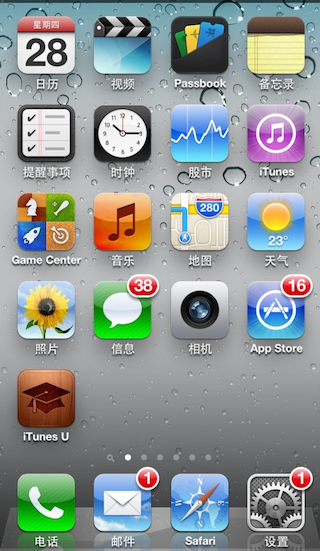 星期四
28
日历
视频
Passbook
备忘录
提醒事项
时钟
股市
iTunes
280
23°
Game Center
音乐
地图
天气
38
16
照片
信息
相机
App Store
iTunes U
1
1
电话
邮件
Safari
设置